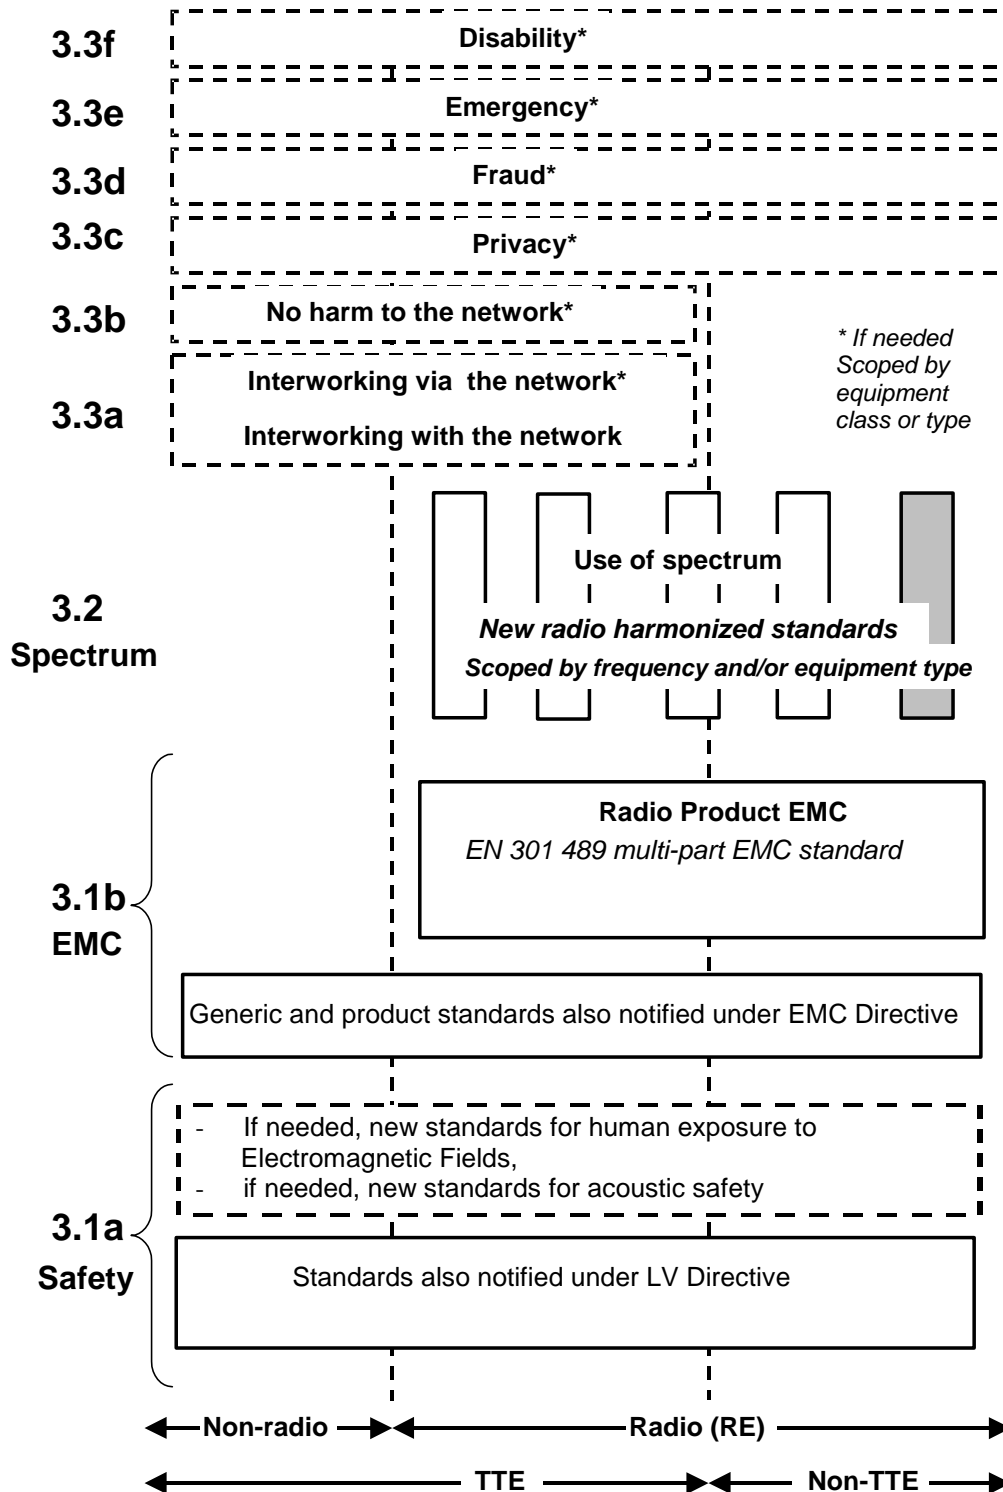 3.3f
Disability*
3.3e
Emergency*
3.3d
Fraud*
3.3c
Privacy*
3.3b
No harm to the network*
* If needed
Scoped by
equipment
class or type
3.3a
Interworking via the network*
Interworking with the network
3.2
Spectrum
Use of spectrum
New radio harmonized standards
Scoped by frequency and/or equipment type
3.1b
EMC
Radio Product EMC
EN 301 489 multi-part EMC standard
Generic and product standards also notified under EMC Directive
3.1a
Safety
- If needed, new standards for human exposure to
Electromagnetic Fields,
- if needed, new standards for acoustic safety
Standards also notified under LV Directive
Non-radio
Radio (RE)
TTE
Non-TTE